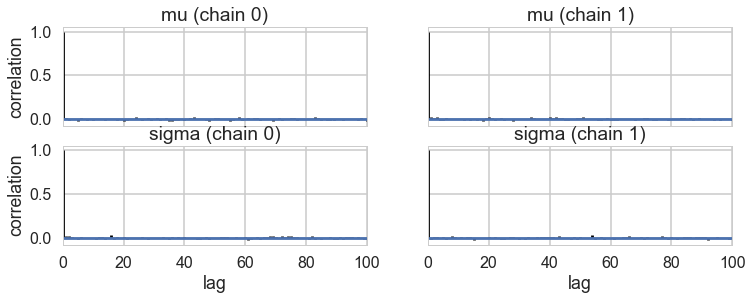 mu (chain 0)
mu (chain 1)
1.0
0.5
0.0
correlation
sigma (chain 0)
sigma (chain 1)
1.0
0.5
0.0
correlation
0 20 40 60 80 100
0 20 40 60 80 100
lag
lag